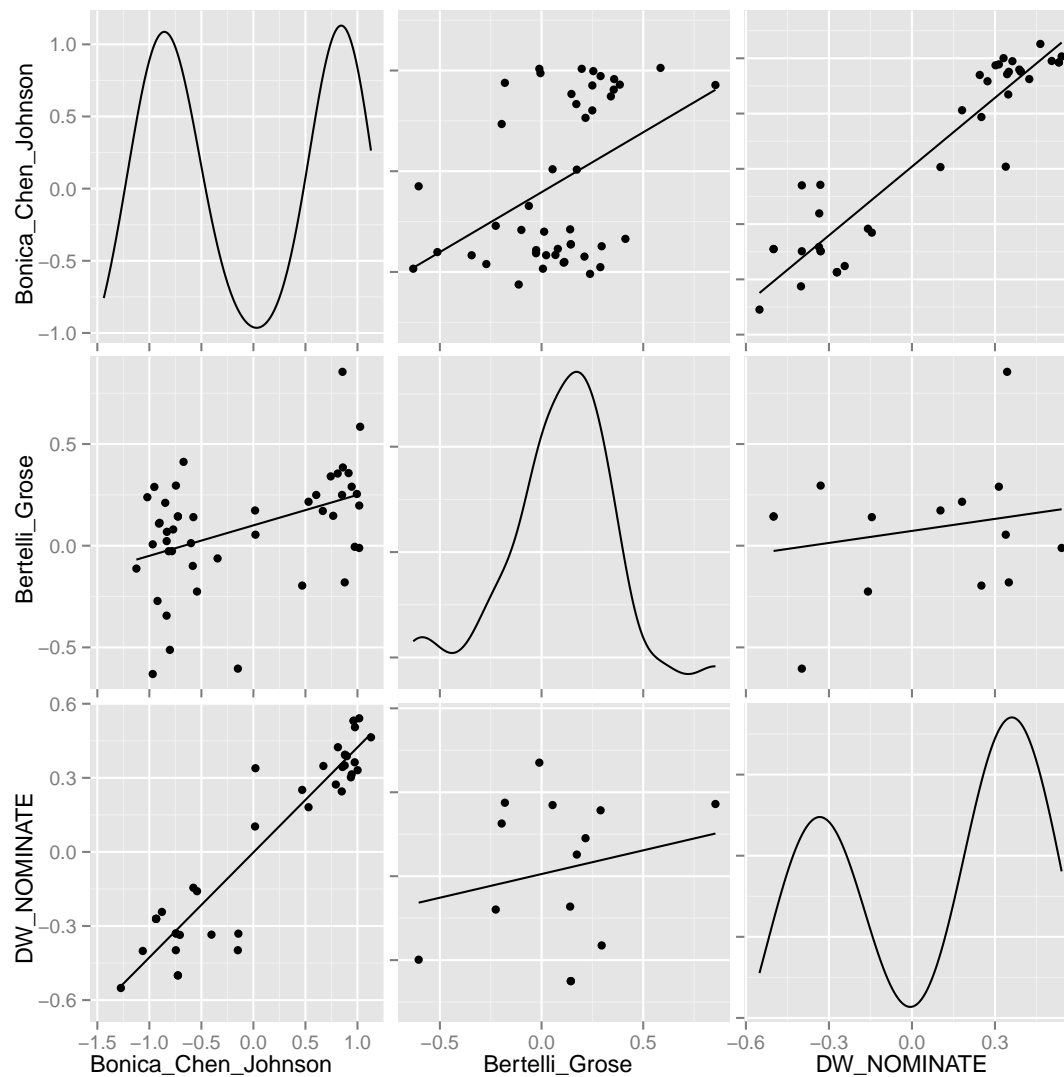 Bonica_Chen_Johnson
1.0
0.5
0.0
−0.5
−1.0
Bertelli_Grose
0.5
0.0
−0.5
DW_NOMINATE
0.6
0.3
0.0
−0.3
−0.6
−1.5 −1.0 −0.5 0.0 0.5 1.0
−0.5 0.0 0.5
−0.6 −0.3 0.0 0.3
Bonica_Chen_Johnson
Bertelli_Grose
DW_NOMINATE